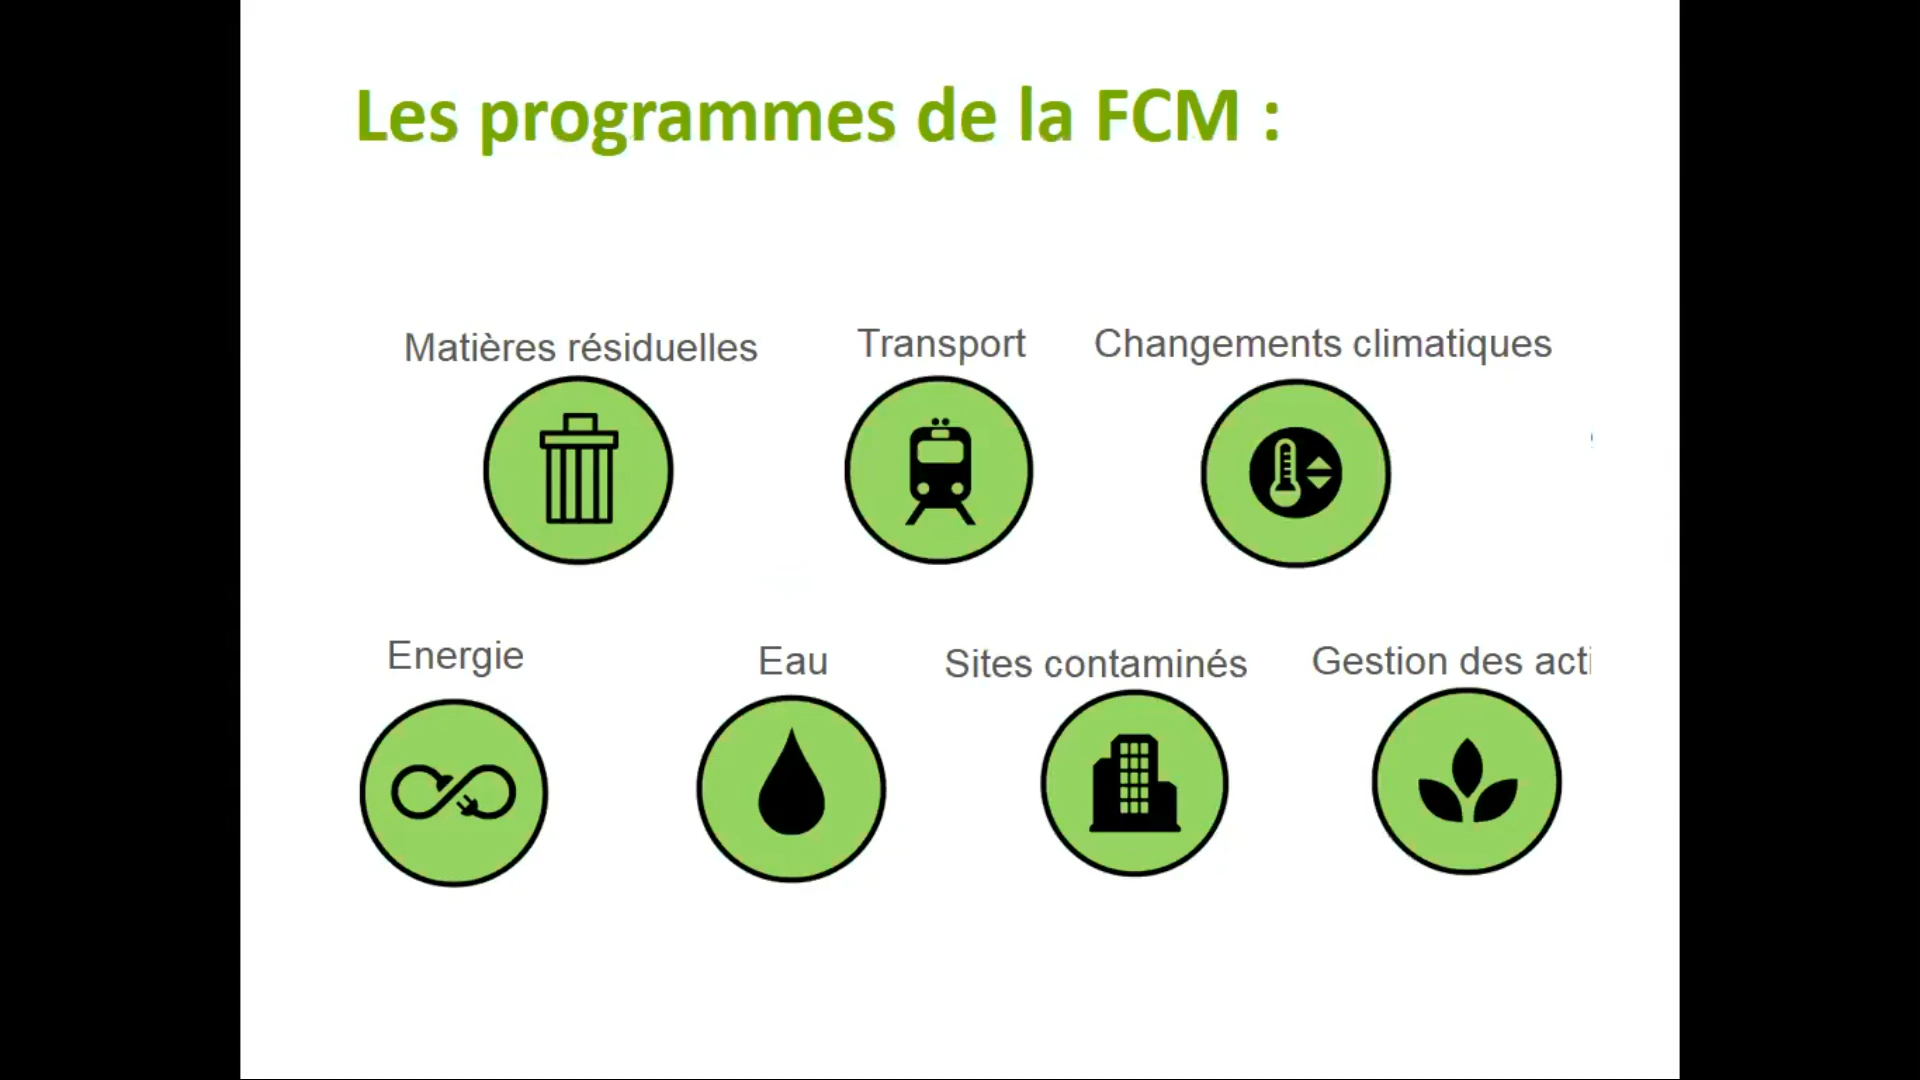 Les programmes de la FCM :
Matières résiduelles
Transport
Changements climatiques
Energie
Eau
Sites contaminés
Gestion des acti